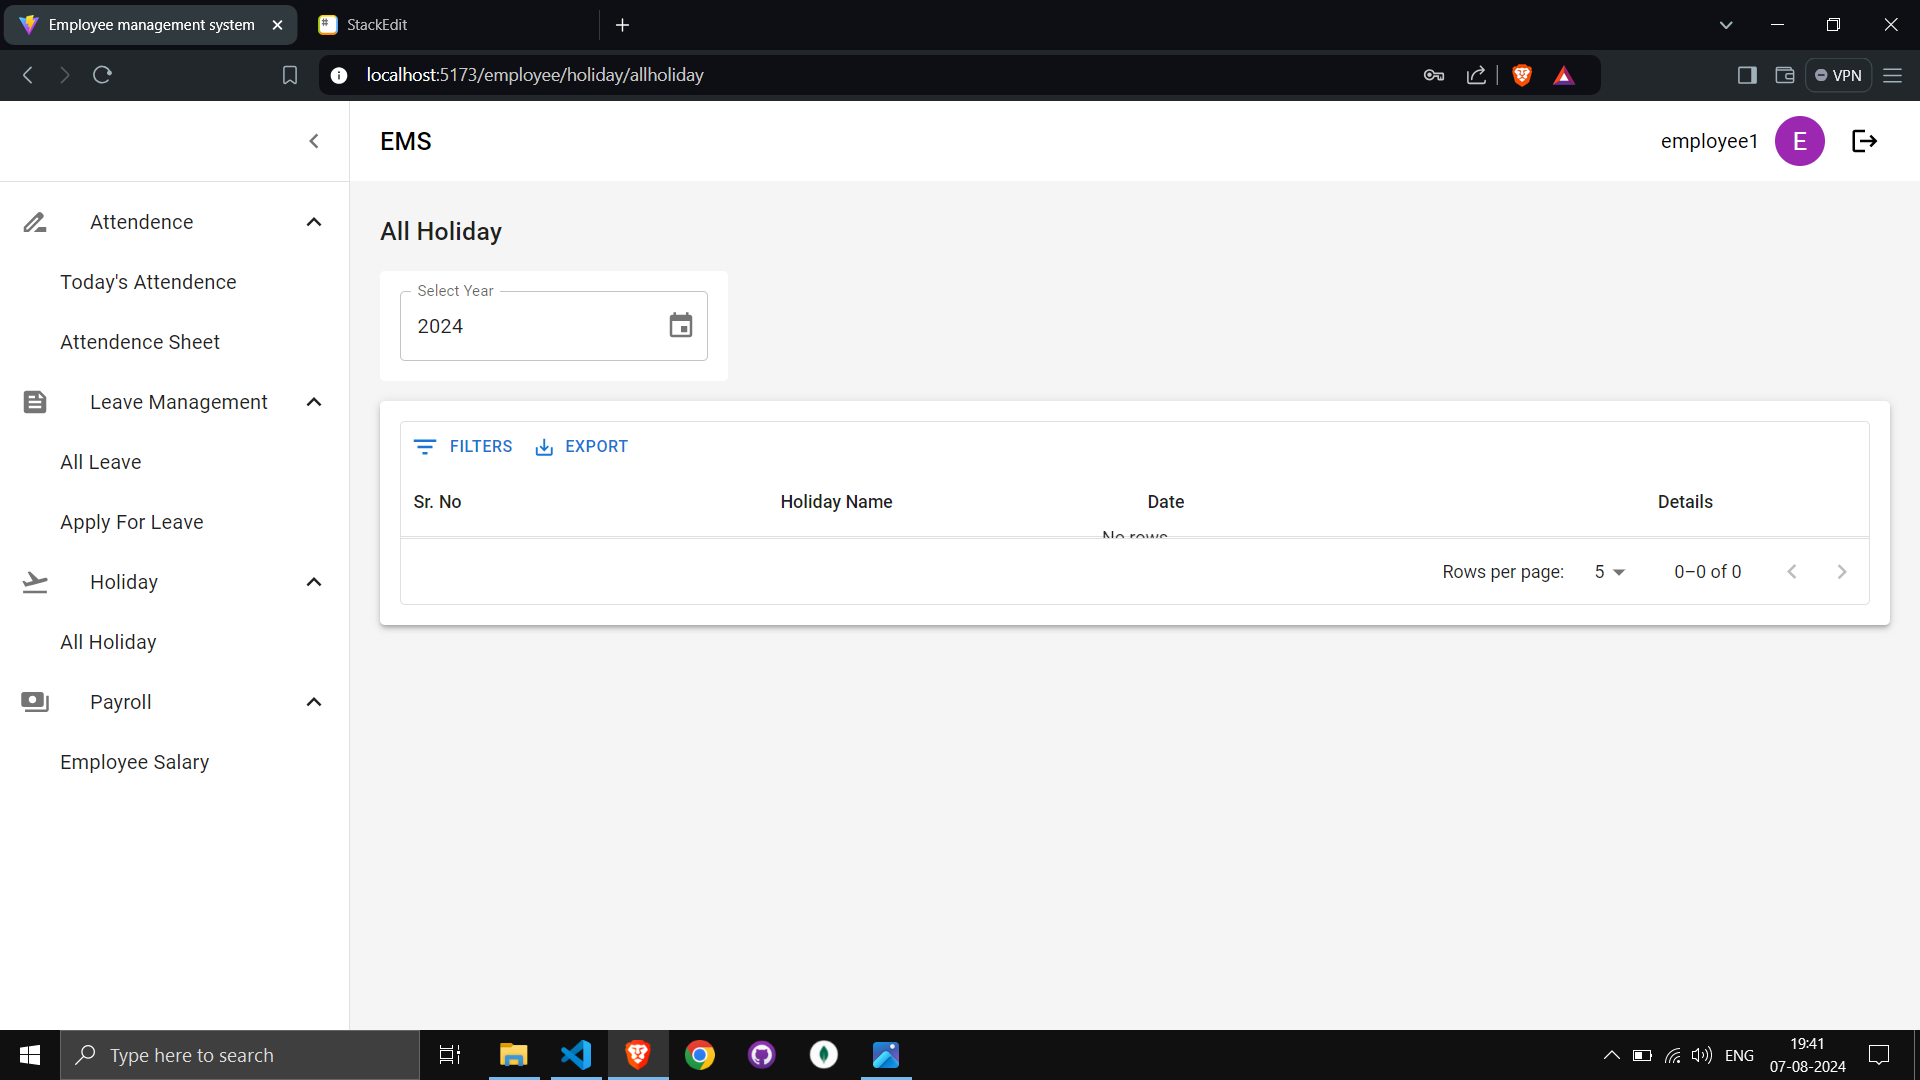 Employee management system
StackEdit
localhost:5173/employee/holiday/allholiday
VPN
EMS
employee1
E
Attendence
Today's Attendence
Attendence Sheet
Leave Management
All Leave
Apply For Leave
Holiday
All Holiday
Payroll
Employee Salary
All Holiday
Select Year
2024
FILTERS
EXPORT
Sr. No
Holiday Name
Date
Details
No rows
Rows per page:
5
0–0 of 0
Type here to search
ENG
19:41
07-08-2024